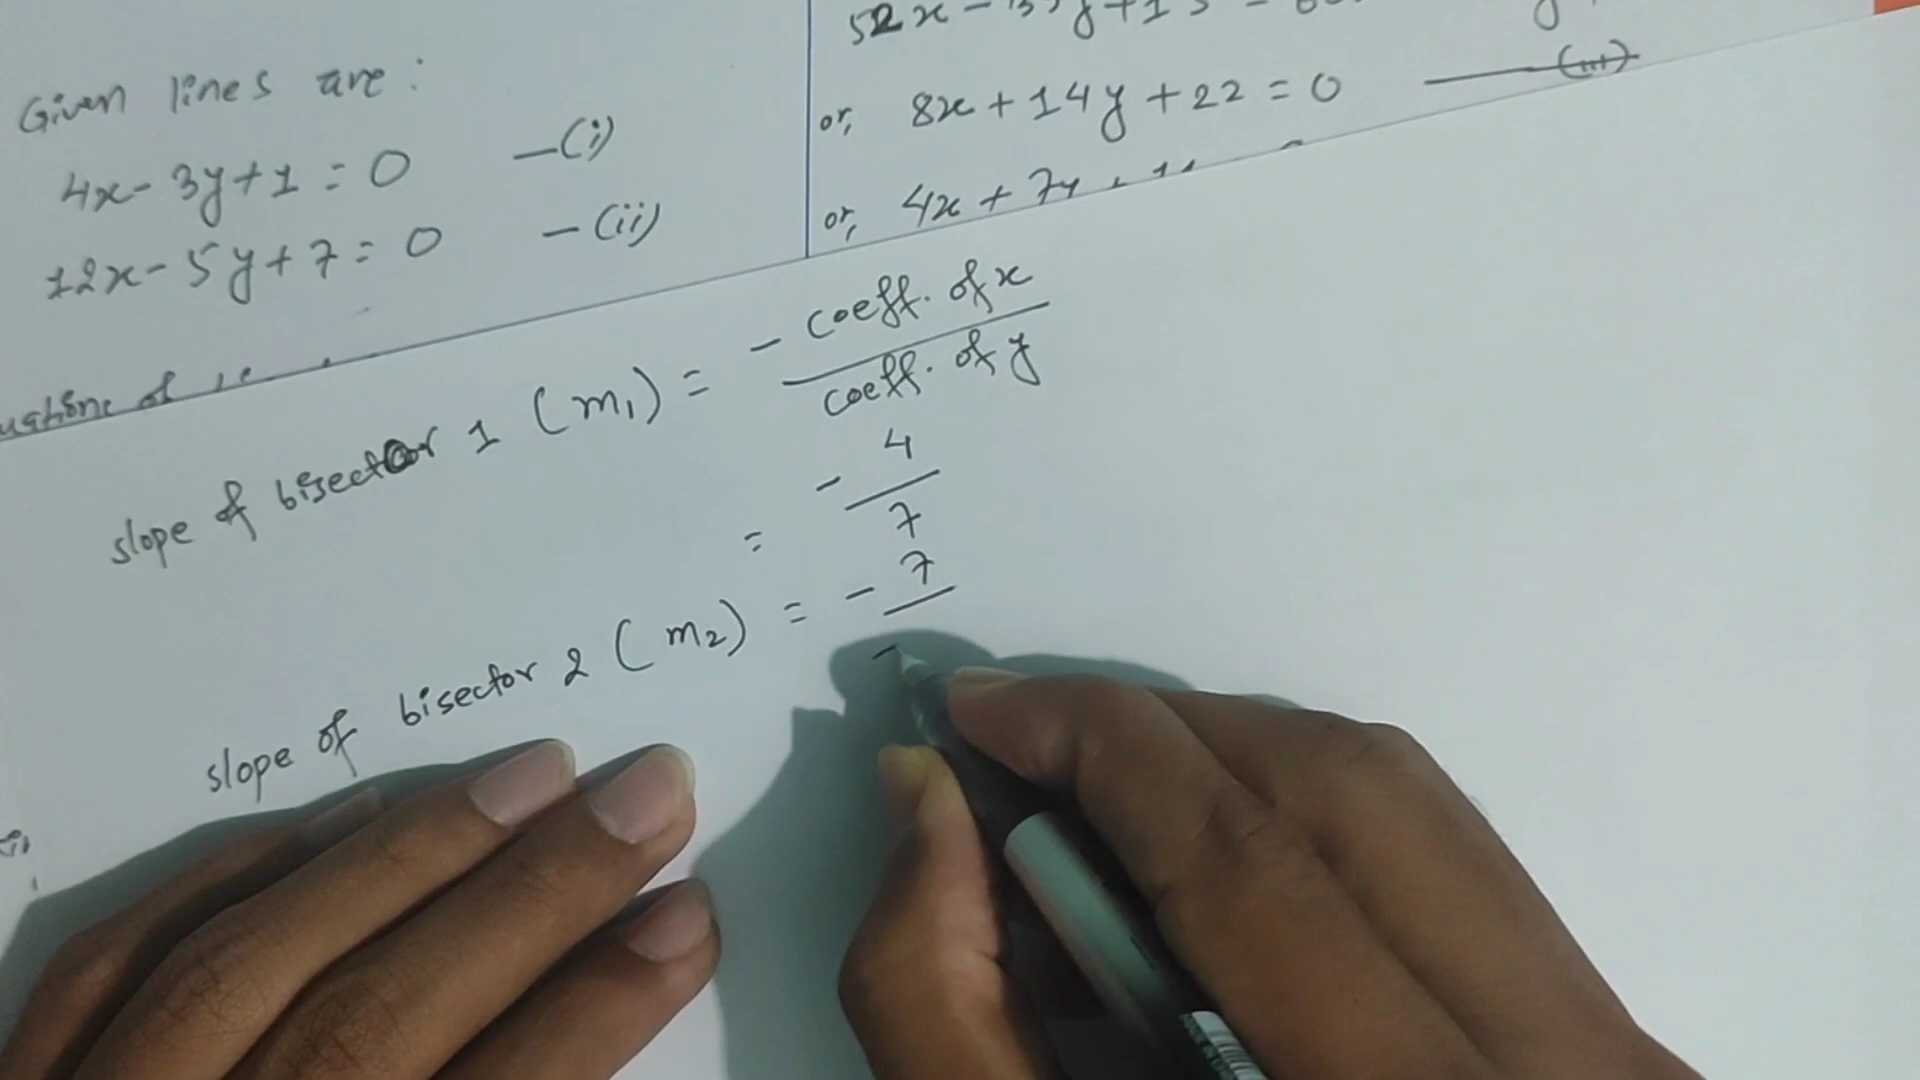 Given lines are:
4x - 3y + 1 = 0 - (i)
12x - 5y + 7 = 0 - (ii)
or, 8x + 14y + 22 = 0 (iii)
or, 4x + 7y
slope of bisector 1 (m₁) = - coeff. of x / coeff. of y
= - 4 / 7
slope of bisector 2 (m₂) = - 7 / -